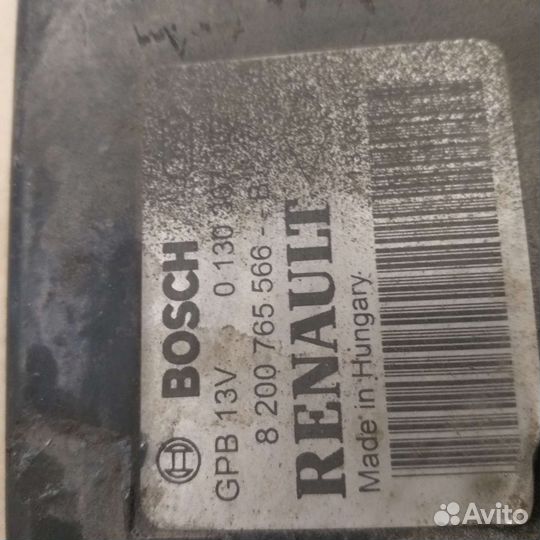 BOSCH
GPB 13V 0 130
8 200 765 566 -- B
RENAULT
Made in Hungary
Avito